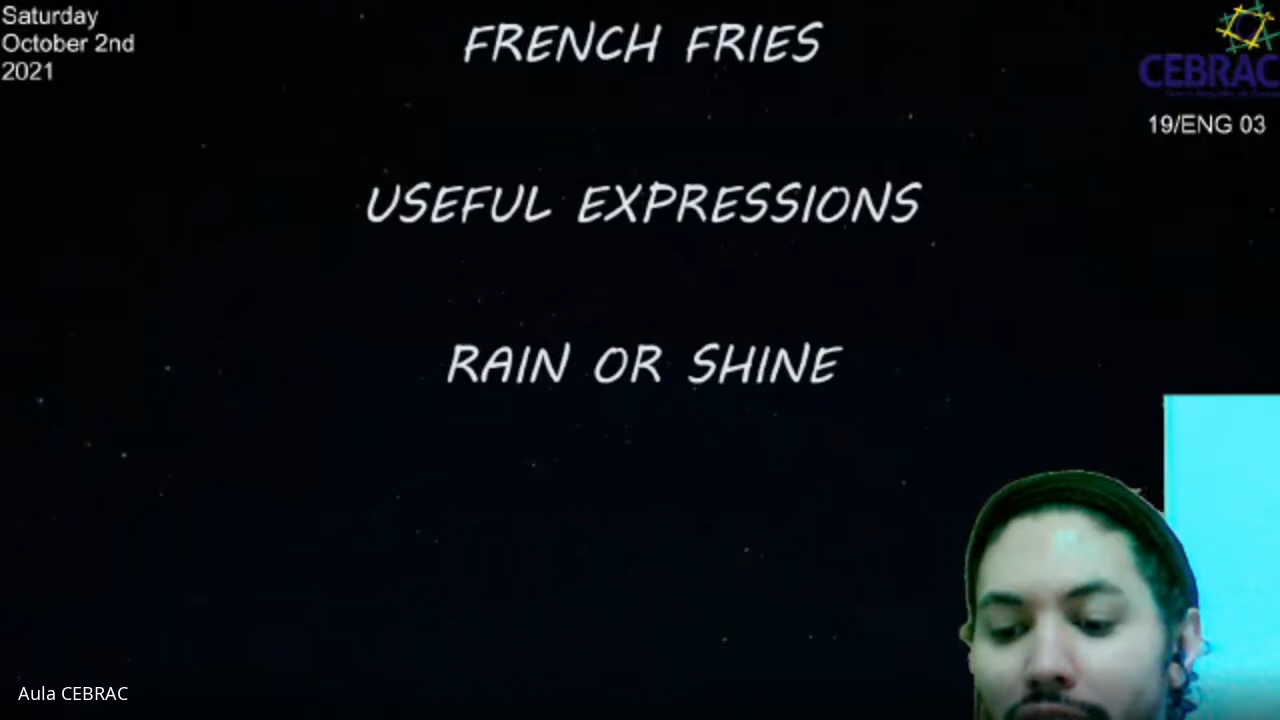 Saturday
October 2nd
2021
FRENCH FRIES
CEBRAC
19/ENG 03
USEFUL EXPRESSIONS
RAIN OR SHINE
Aula CEBRAC